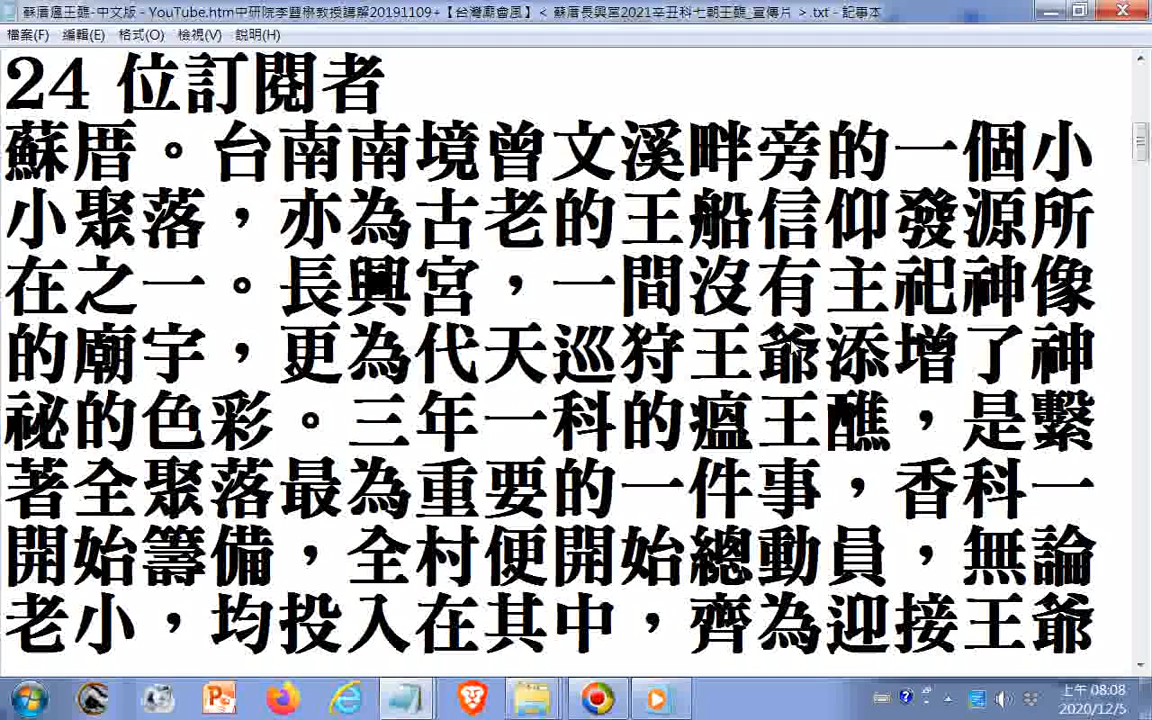 蘇厝瘟王醮-中文版 - YouTube.htm中研院李豐楙教授講解20191109+【台灣廟會風】< 蘇厝長興宮2021辛丑科七朝王醮_宣傳片 >.txt - 記事本
檔案(F) 編輯(E) 格式(O) 檢視(V) 說明(H)
24 位訂閱者
蘇厝。台南南境曾文溪畔旁的一個小
小聚落，亦為古老的王船信仰發源所
在之一。長興宮，一間沒有主祀神像
的廟宇，更為代天巡狩王爺添增了神
祕的色彩。三年一科的瘟王醮，是繫
著全聚落最為重要的一件事，香科一
開始籌備，全村便開始總動員，無論
老小，均投入在其中，齊為迎接王爺
上午 08:08
2020/12/5